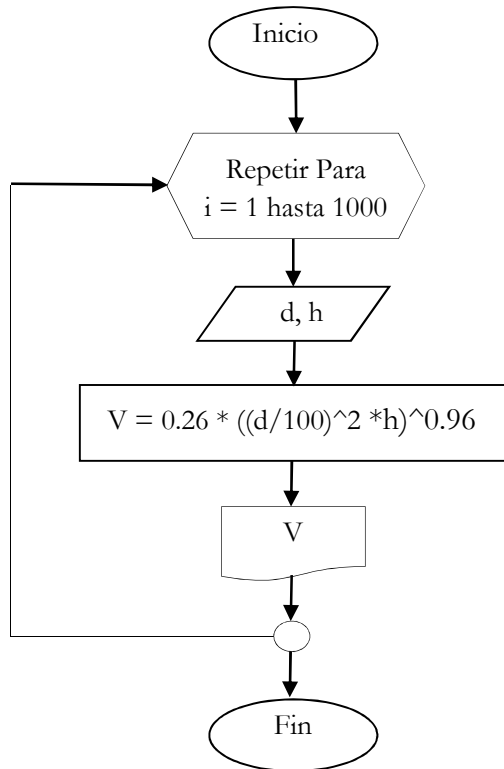 Inicio
Repetir Para
i = 1 hasta 1000
d, h
V = 0.26 * ((d/100)^2 *h)^0.96
V
Fin